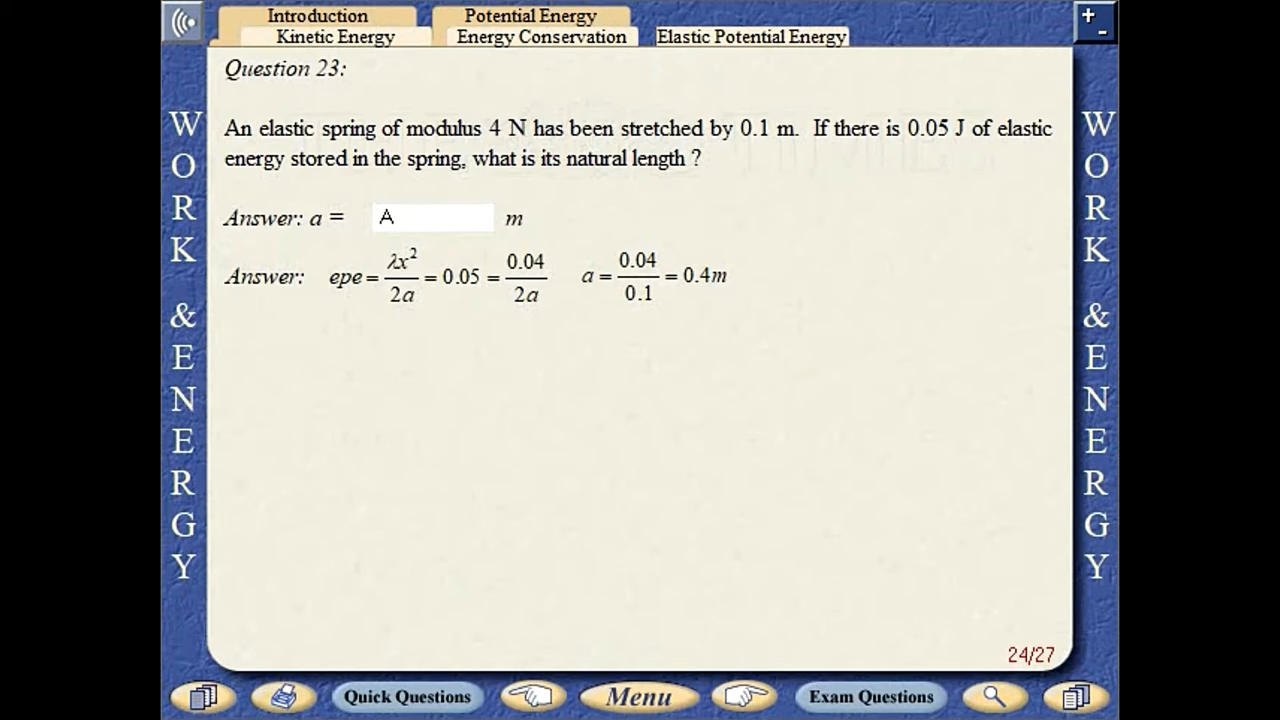 Introduction
Potential Energy
Kinetic Energy
Energy Conservation
Elastic Potential Energy
+
-
Question 23:
An elastic spring of modulus 4 N has been stretched by 0.1 m. If there is 0.05 J of elastic
energy stored in the spring, what is its natural length ?
Answer: a = A m
Answer: epe = λx²/2a = 0.05 = 0.04/2a a = 0.04/0.1 = 0.4m
WORK & ENERGY
WORK & ENERGY
24/27
Quick Questions
Menu
Exam Questions